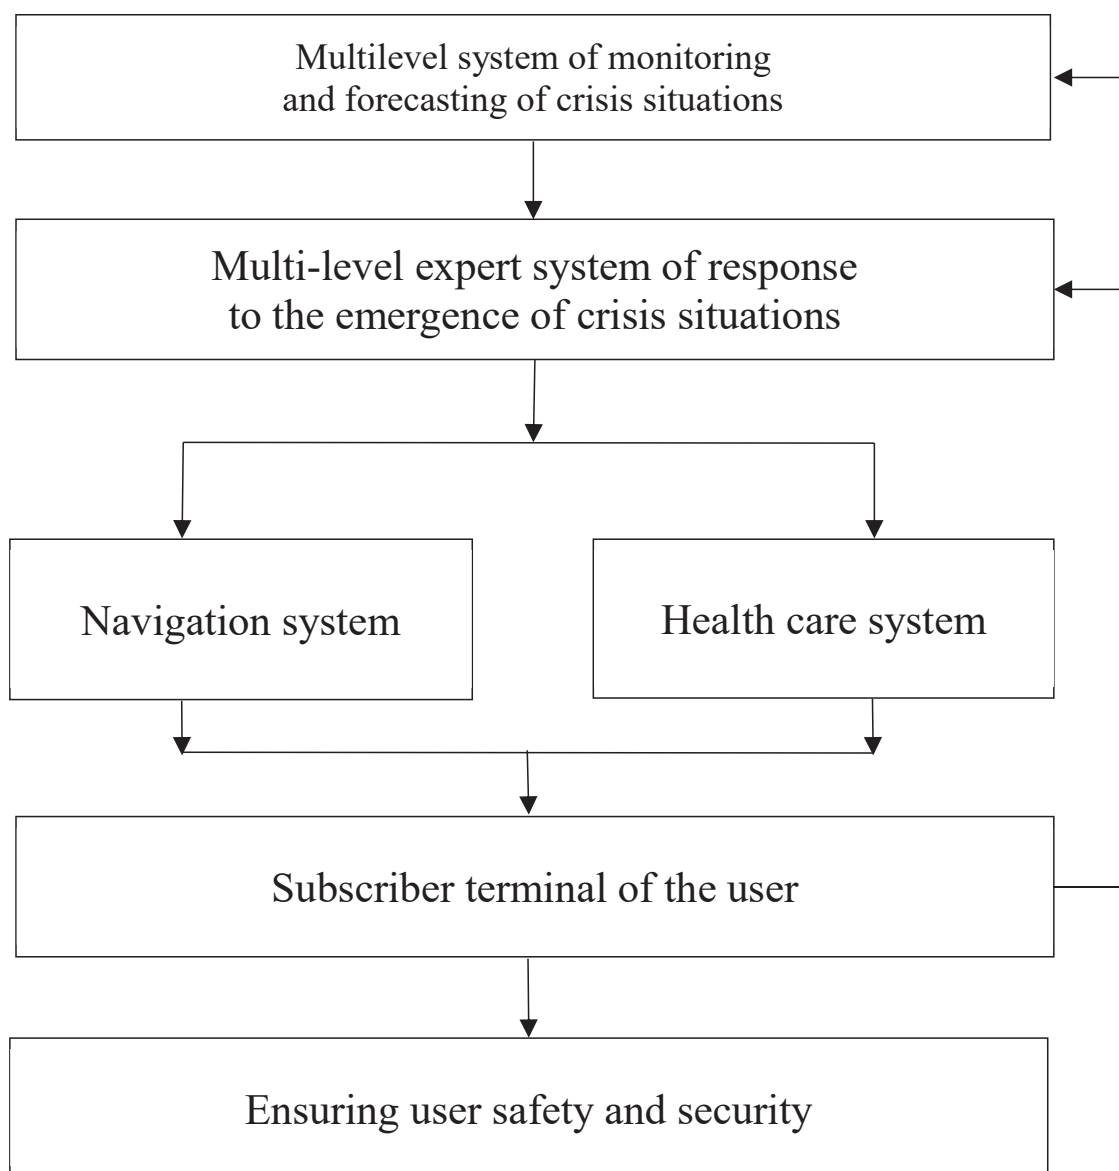 Multilevel system of monitoring
and forecasting of crisis situations
Multi-level expert system of response
to the emergence of crisis situations
Navigation system
Health care system
Subscriber terminal of the user
Ensuring user safety and security